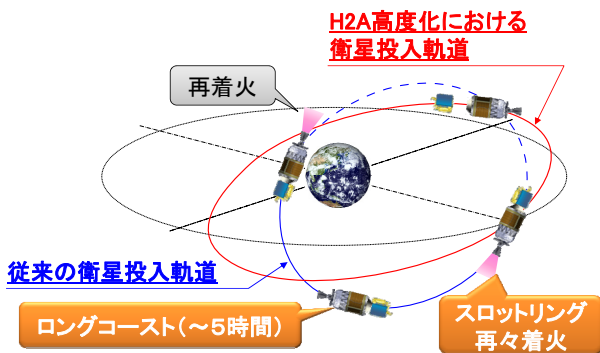 H2A高度化における
衛星投入軌道
再着火
従来の衛星投入軌道
ロングコースト(~5時間)
スロットリング
再々着火